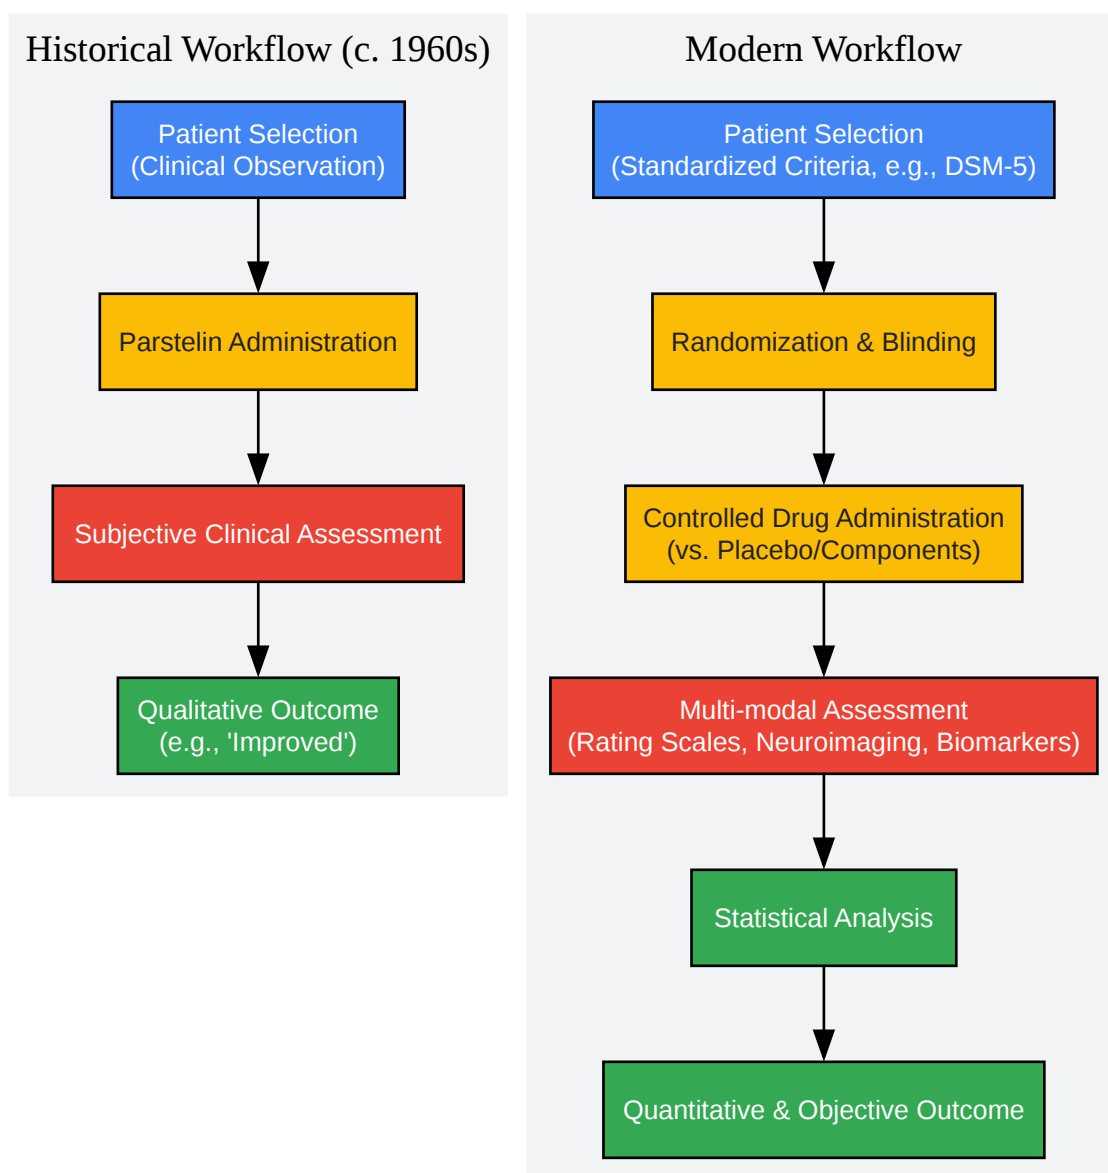 Historical Workflow (c. 1960s)
Patient Selection
(Clinical Observation)
Parstelin Administration
Subjective Clinical Assessment
Qualitative Outcome
(e.g., 'Improved')
Modern Workflow
Patient Selection
(Standardized Criteria, e.g., DSM-5)
Randomization & Blinding
Controlled Drug Administration
(vs. Placebo/Components)
Multi-modal Assessment
(Rating Scales, Neuroimaging, Biomarkers)
Statistical Analysis
Quantitative & Objective Outcome